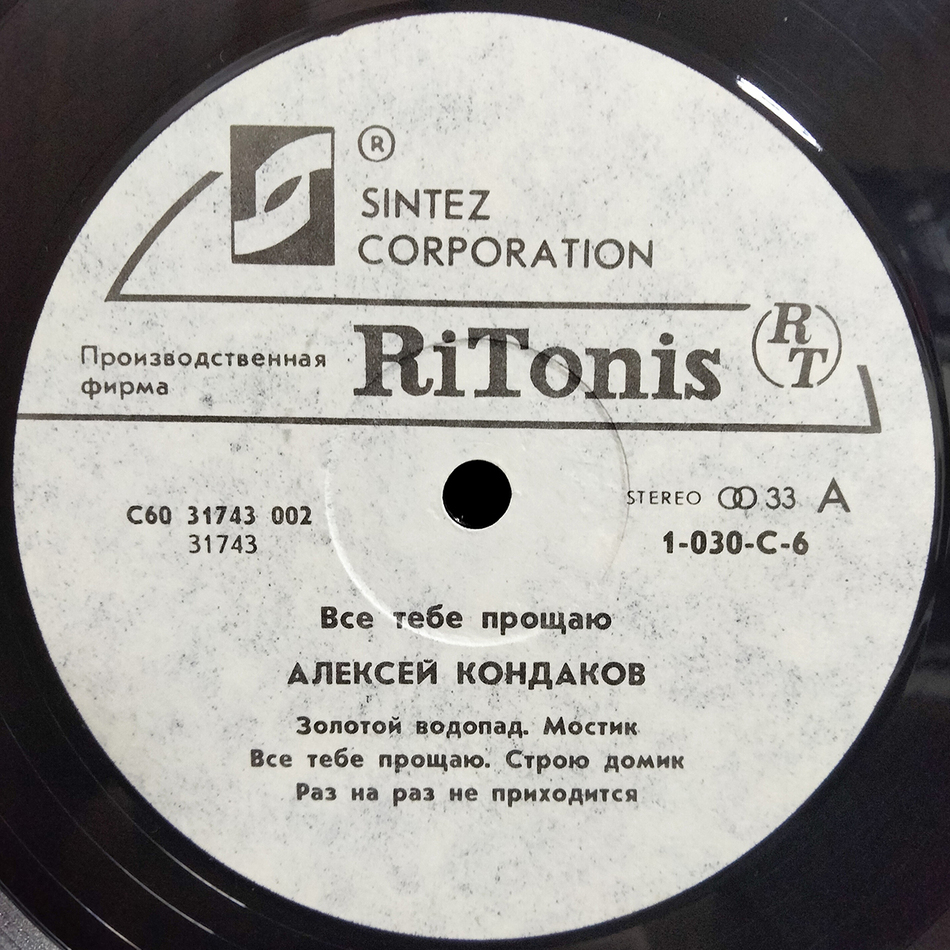 ®
SINTEZ
CORPORATION
Производственная
фирма
RiTonis
RT
С60 31743 002
31743
STEREO
33
A
1-030-C-6
Все тебе прощаю
АЛЕКСЕЙ КОНДАКОВ
Золотой водопад. Мостик
Все тебе прощаю. Строю домик
Раз на раз не приходится